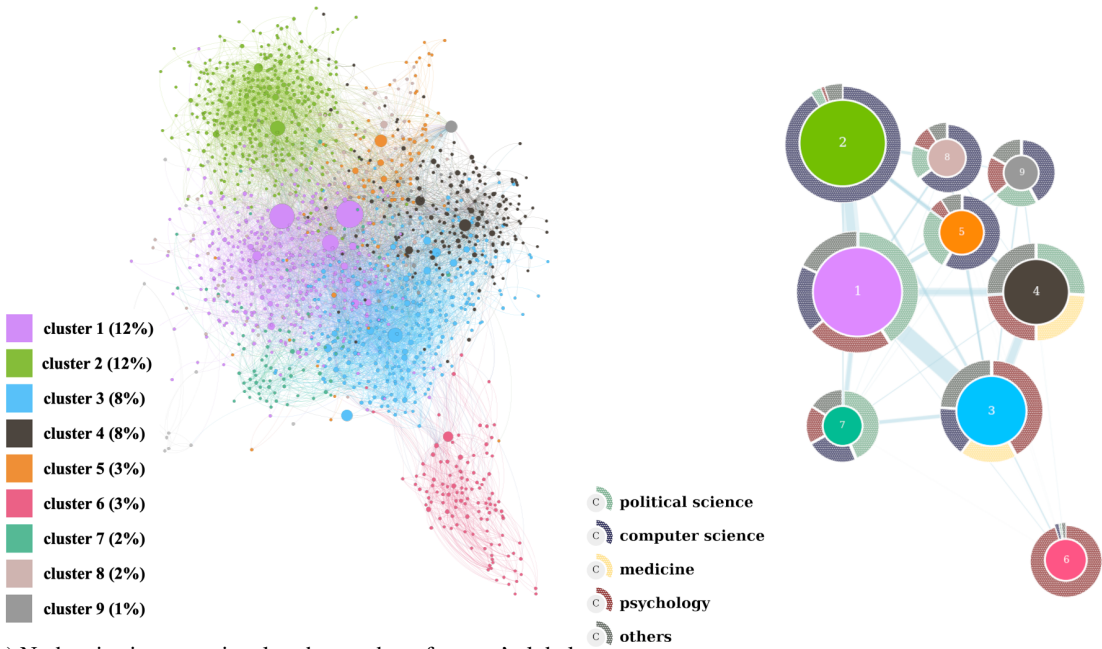 2
8
9
5
1
4
3
7
6
cluster 1 (12%)
cluster 2 (12%)
cluster 3 (8%)
cluster 4 (8%)
cluster 5 (3%)
cluster 6 (3%)
cluster 7 (2%)
cluster 8 (2%)
cluster 9 (1%)
C political science
C computer science
C medicine
C psychology
C others